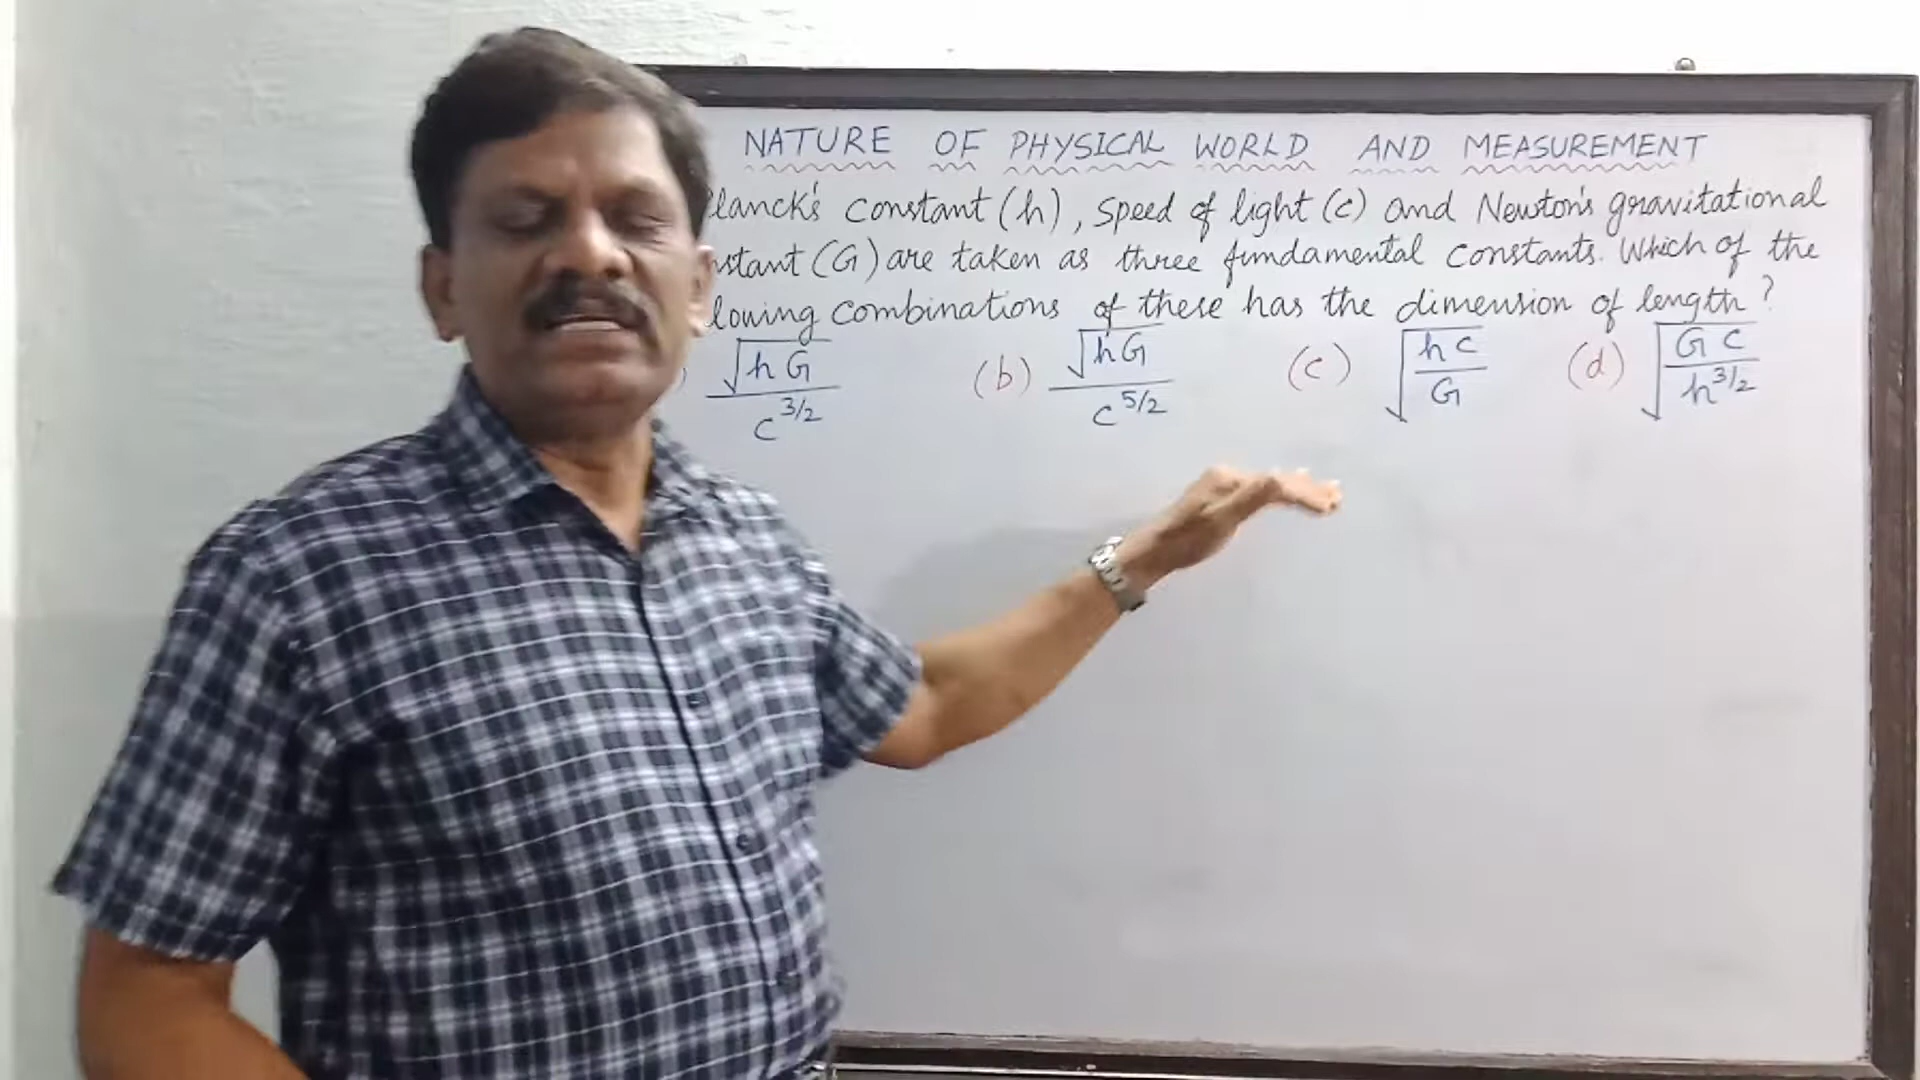 NATURE OF PHYSICAL WORLD AND MEASUREMENT
lanck's constant (h), speed of light (c) and Newton's gravitational
nstant (G) are taken as three fundamental constants. Which of the
lowing combinations of these has the dimension of length?
) √hG / c^3/2 (b) √hG / c^5/2 (c) √(hc / G) (d) √(GC / h^3/2)